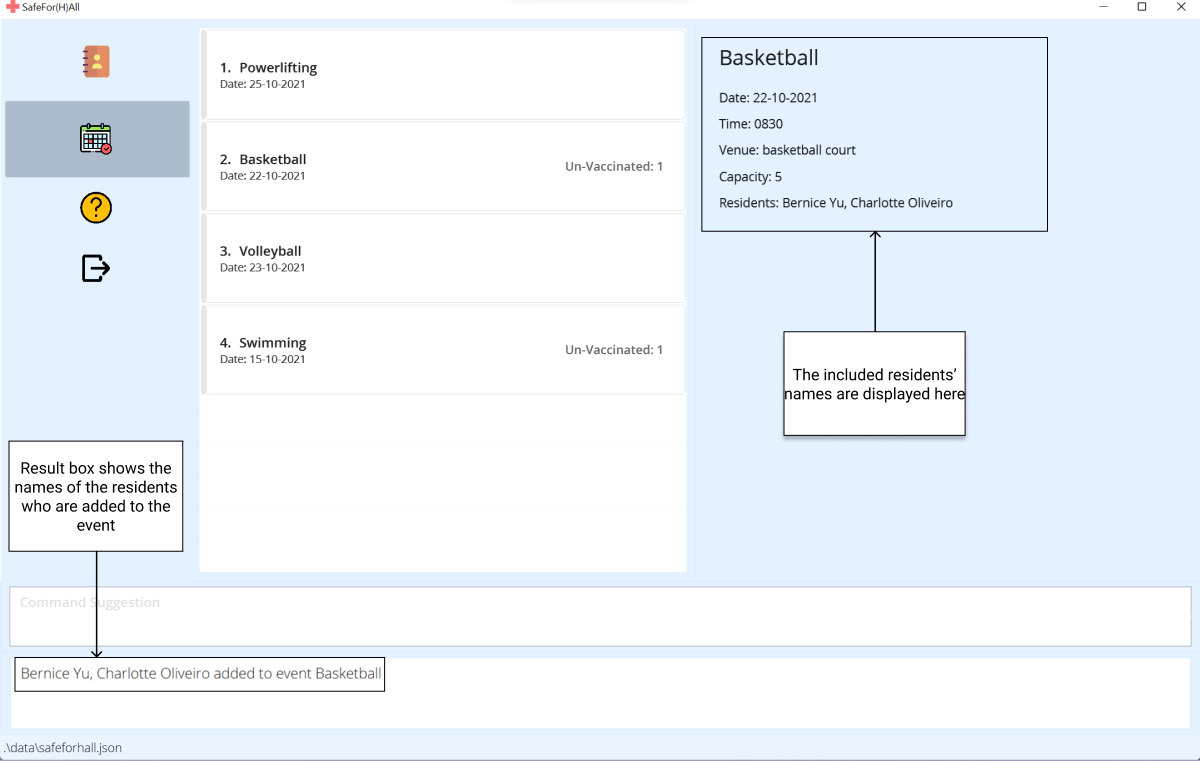 SafeFor(H)All
1. Powerlifting
Date: 25-10-2021
2. Basketball
Date: 22-10-2021
Un-Vaccinated: 1
3. Volleyball
Date: 23-10-2021
4. Swimming
Date: 15-10-2021
Un-Vaccinated: 1
Basketball
Date: 22-10-2021
Time: 0830
Venue: basketball court
Capacity: 5
Residents: Bernice Yu, Charlotte Oliveiro
The included residents’
names are displayed here
Result box shows the
names of the residents
who are added to the
event
Command Suggestion
Bernice Yu, Charlotte Oliveiro added to event Basketball
.\data\safeforhall.json